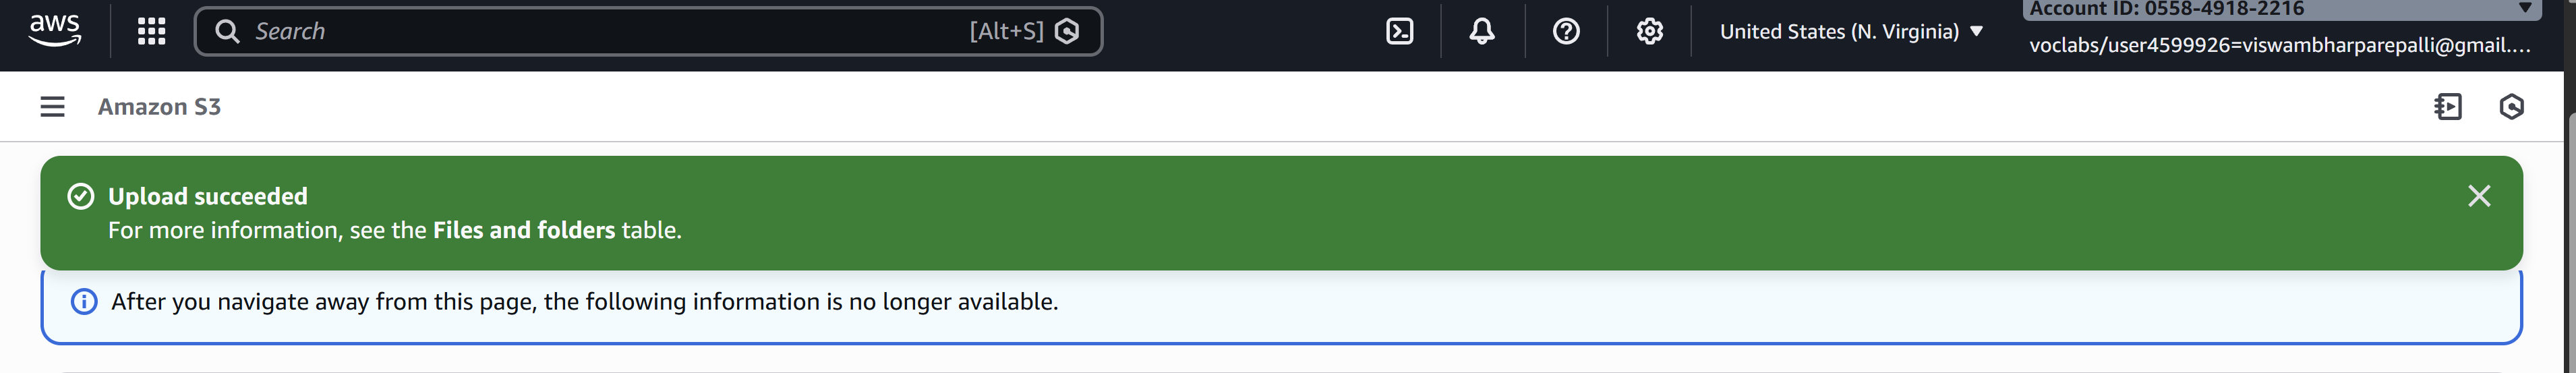 aws
Search [Alt+S]
United States (N. Virginia)
Account ID: 0558-4918-2216
voclabs/user4599926=viswambharparepalli@gmail....
Amazon S3
Upload succeeded
For more information, see the Files and folders table.
After you navigate away from this page, the following information is no longer available.